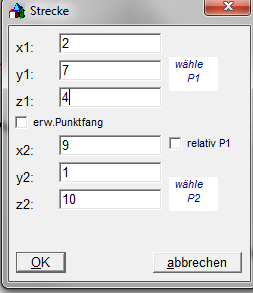 Strecke
x1: 2
y1: 7
z1: 4
wähle
P1
erw.Punktfang
x2: 9
relativ P1
y2: 1
z2: 10
wähle
P2
OK
abbrechen